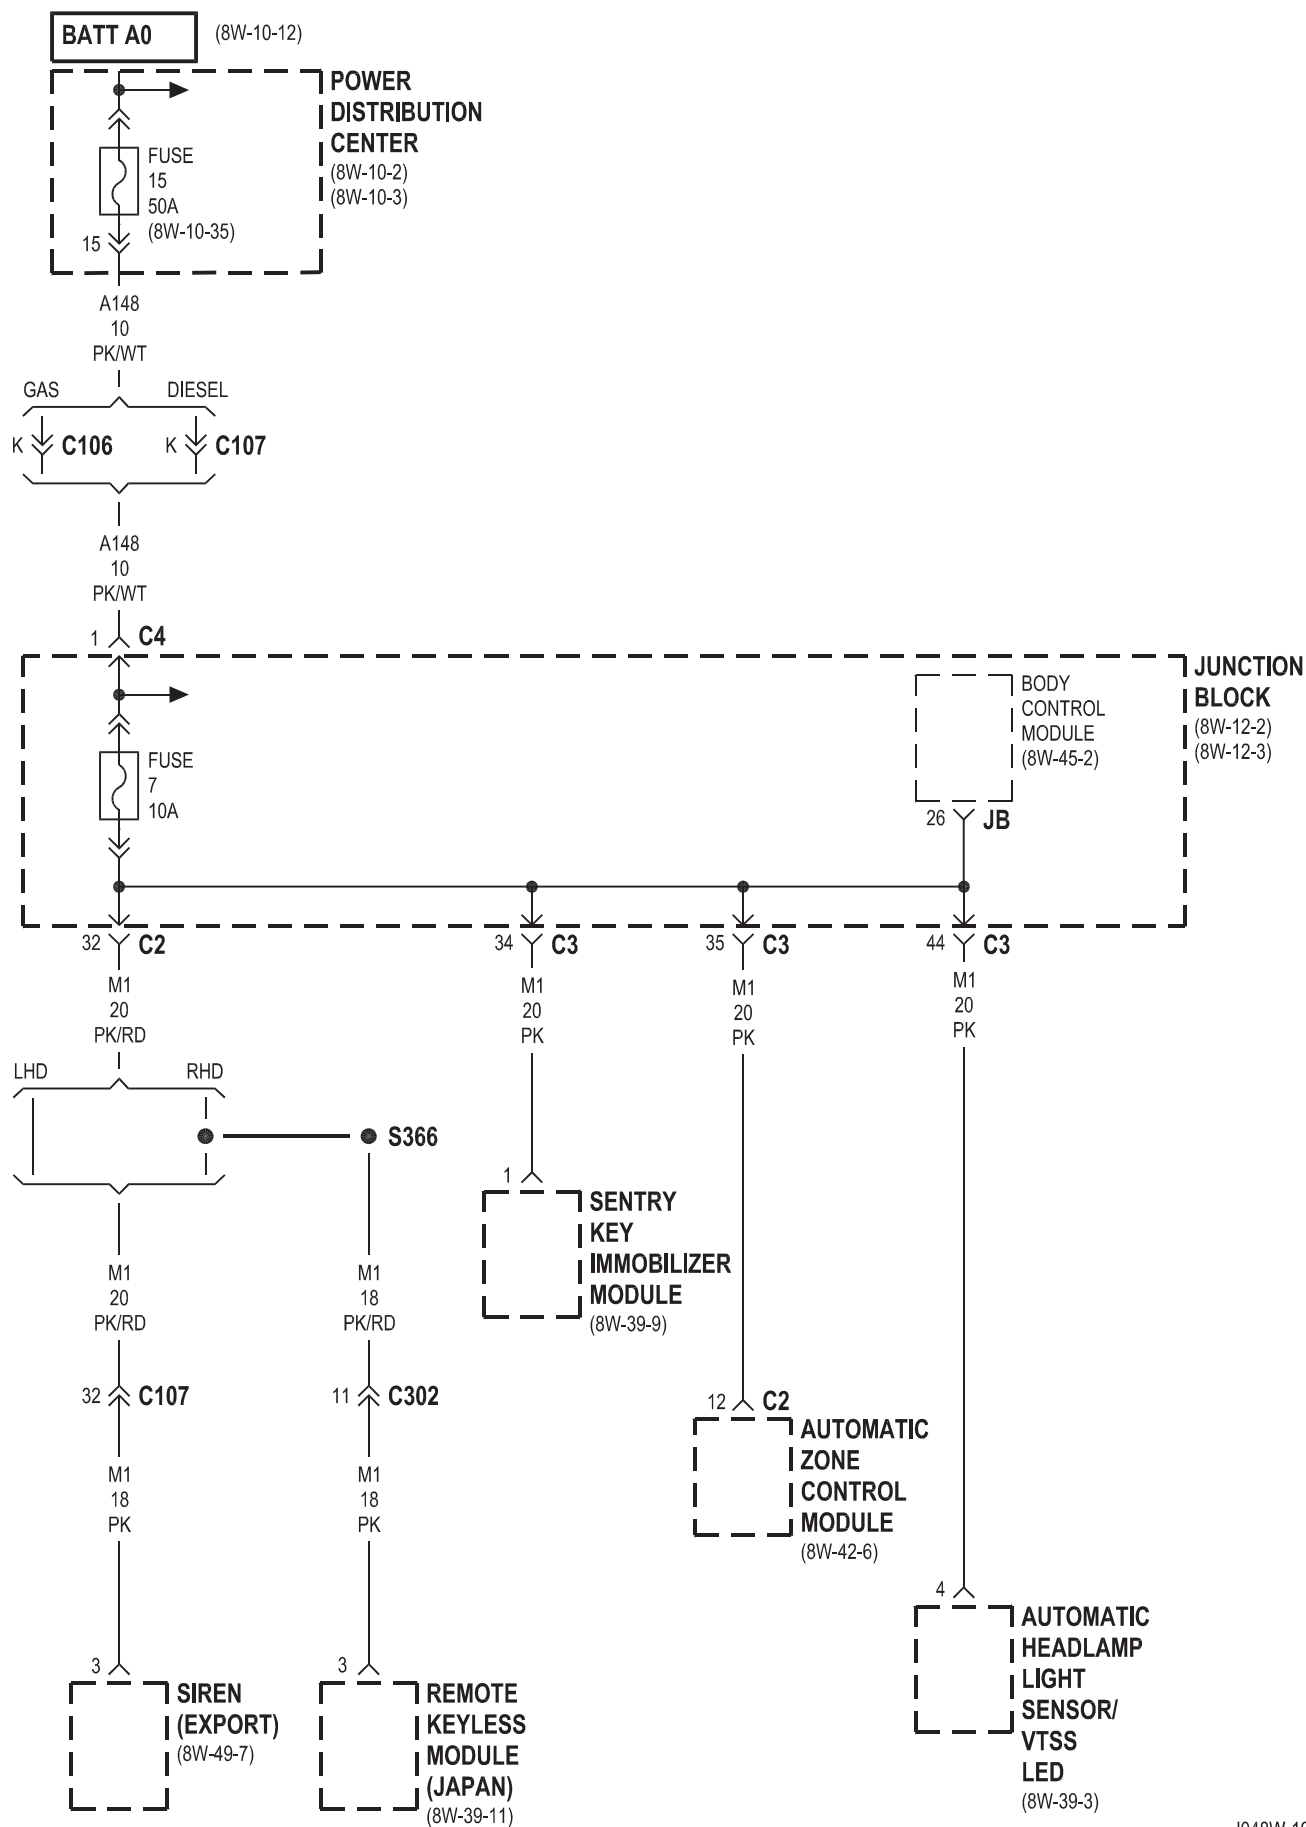 BATT A0 (8W-10-12)
POWER
DISTRIBUTION
CENTER
(8W-10-2)
(8W-10-3)
FUSE
15
50A
(8W-10-35)
15
A148
10
PK/WT
GAS DIESEL
K C106 K C107
A148
10
PK/WT
1 C4
JUNCTION
BLOCK
(8W-12-2)
(8W-12-3)
BODY
CONTROL
MODULE
(8W-45-2)
FUSE
7
10A
26 JB
32 C2 34 C3 35 C3 44 C3
M1
20
PK/RD
M1
20
PK
M1
20
PK
M1
20
PK
LHD RHD
S366
1
SENTRY
KEY
IMMOBILIZER
MODULE
(8W-39-9)
M1
20
PK/RD
M1
18
PK/RD
32 C107 11 C302
12 C2
AUTOMATIC
ZONE
CONTROL
MODULE
(8W-42-6)
M1
18
PK
M1
18
PK
4
AUTOMATIC
HEADLAMP
LIGHT
SENSOR/
VTSS
LED
(8W-39-3)
3
SIREN
(EXPORT)
(8W-49-7)
3
REMOTE
KEYLESS
MODULE
(JAPAN)
(8W-39-11)